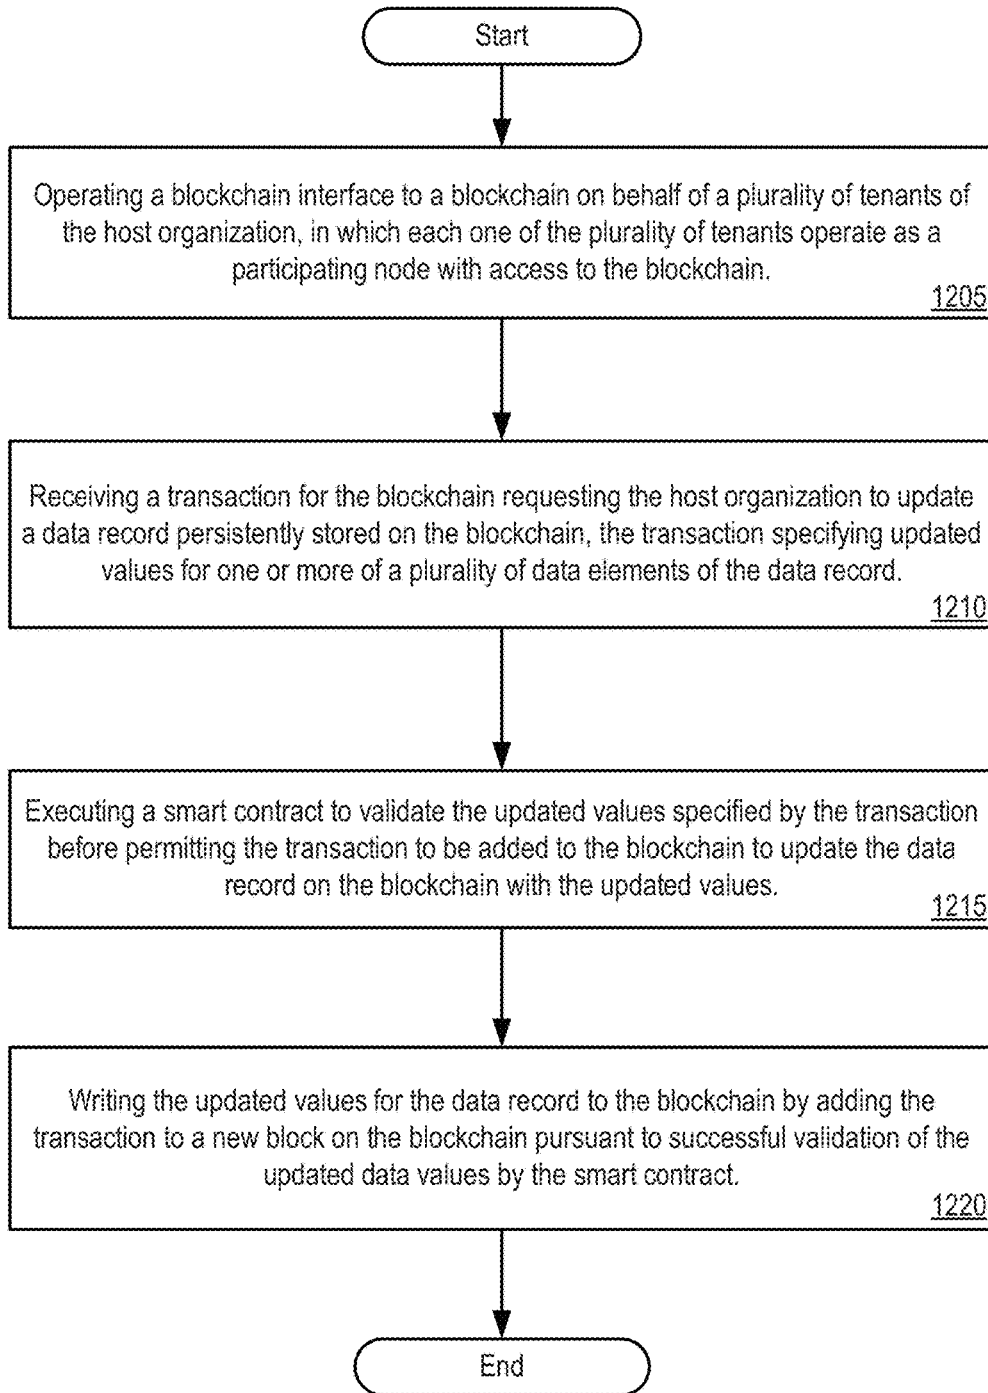 Start
Operating a blockchain interface to a blockchain on behalf of a plurality of tenants of
the host organization, in which each one of the plurality of tenants operate as a
participating node with access to the blockchain.
1205
Receiving a transaction for the blockchain requesting the host organization to update
a data record persistently stored on the blockchain, the transaction specifying updated
values for one or more of a plurality of data elements of the data record.
1210
Executing a smart contract to validate the updated values specified by the transaction
before permitting the transaction to be added to the blockchain to update the data
record on the blockchain with the updated values.
1215
Writing the updated values for the data record to the blockchain by adding the
transaction to a new block on the blockchain pursuant to successful validation of the
updated data values by the smart contract.
1220
End